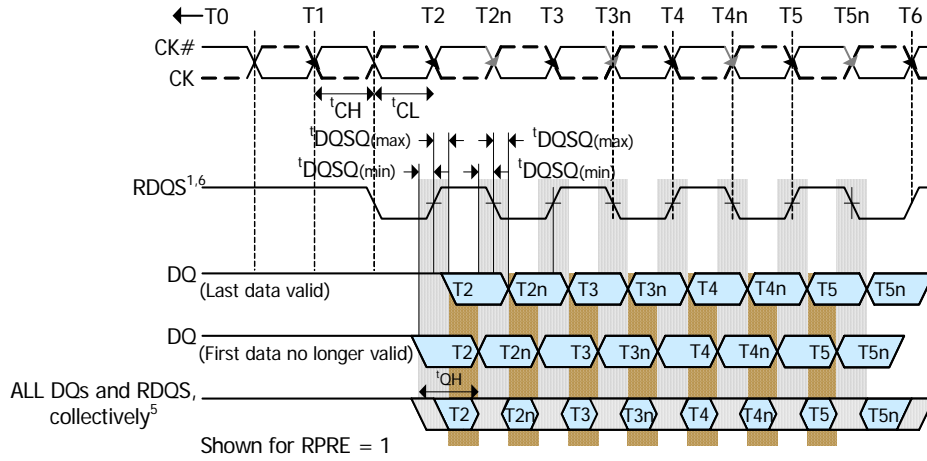 T0 T1 T2 T2n T3 T3n T4 T4n T5 T5n T6
CK#
CK
tCH tCL
tDQSQ(max) tDQSQ(max)
tDQSQ(min) tDQSQ(min)
RDQS1,6
DQ
(Last data valid)
T2 T2n T3 T3n T4 T4n T5 T5n
DQ
(First data no longer valid)
T2 T2n T3 T3n T4 T4n T5 T5n
tQH
ALL DQs and RDQS,
collectively5
T2 T2n T3 T3n T4 T4n T5 T5n
Shown for RPRE = 1